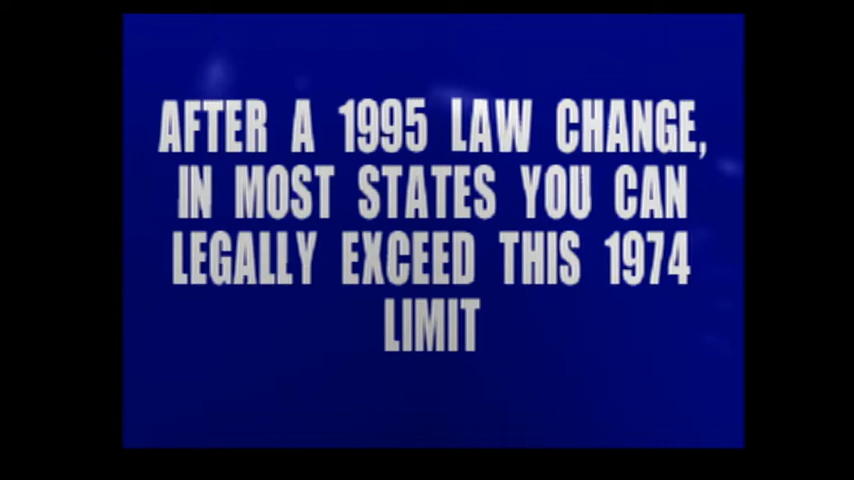 AFTER A 1995 LAW CHANGE,
IN MOST STATES YOU CAN
LEGALLY EXCEED THIS 1974
LIMIT